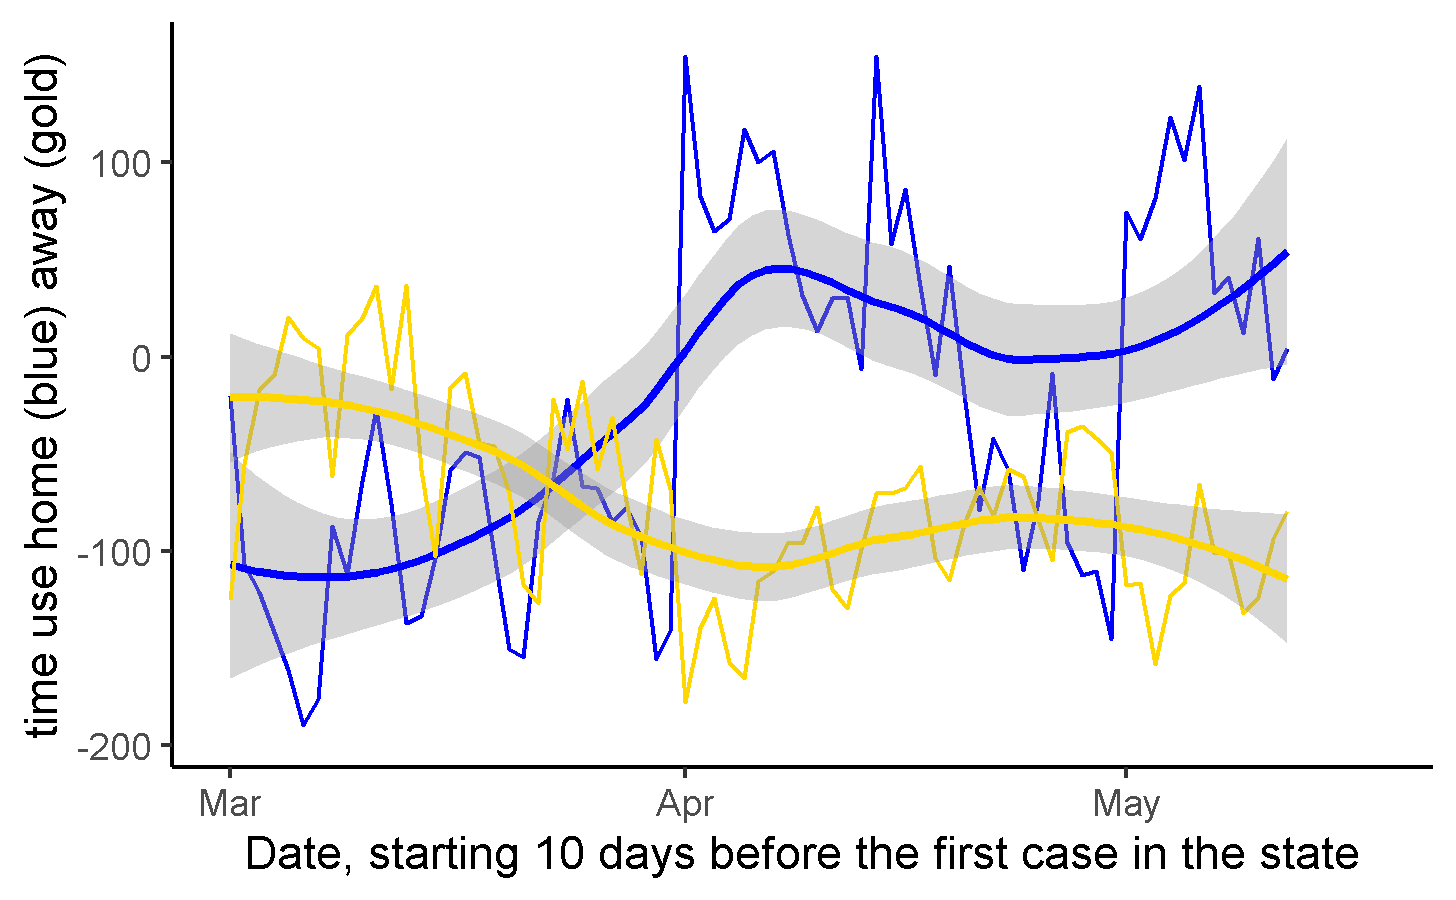 time use home (blue) away (gold)
100
0
-100
-200
Mar
Apr
May
Date, starting 10 days before the first case in the state